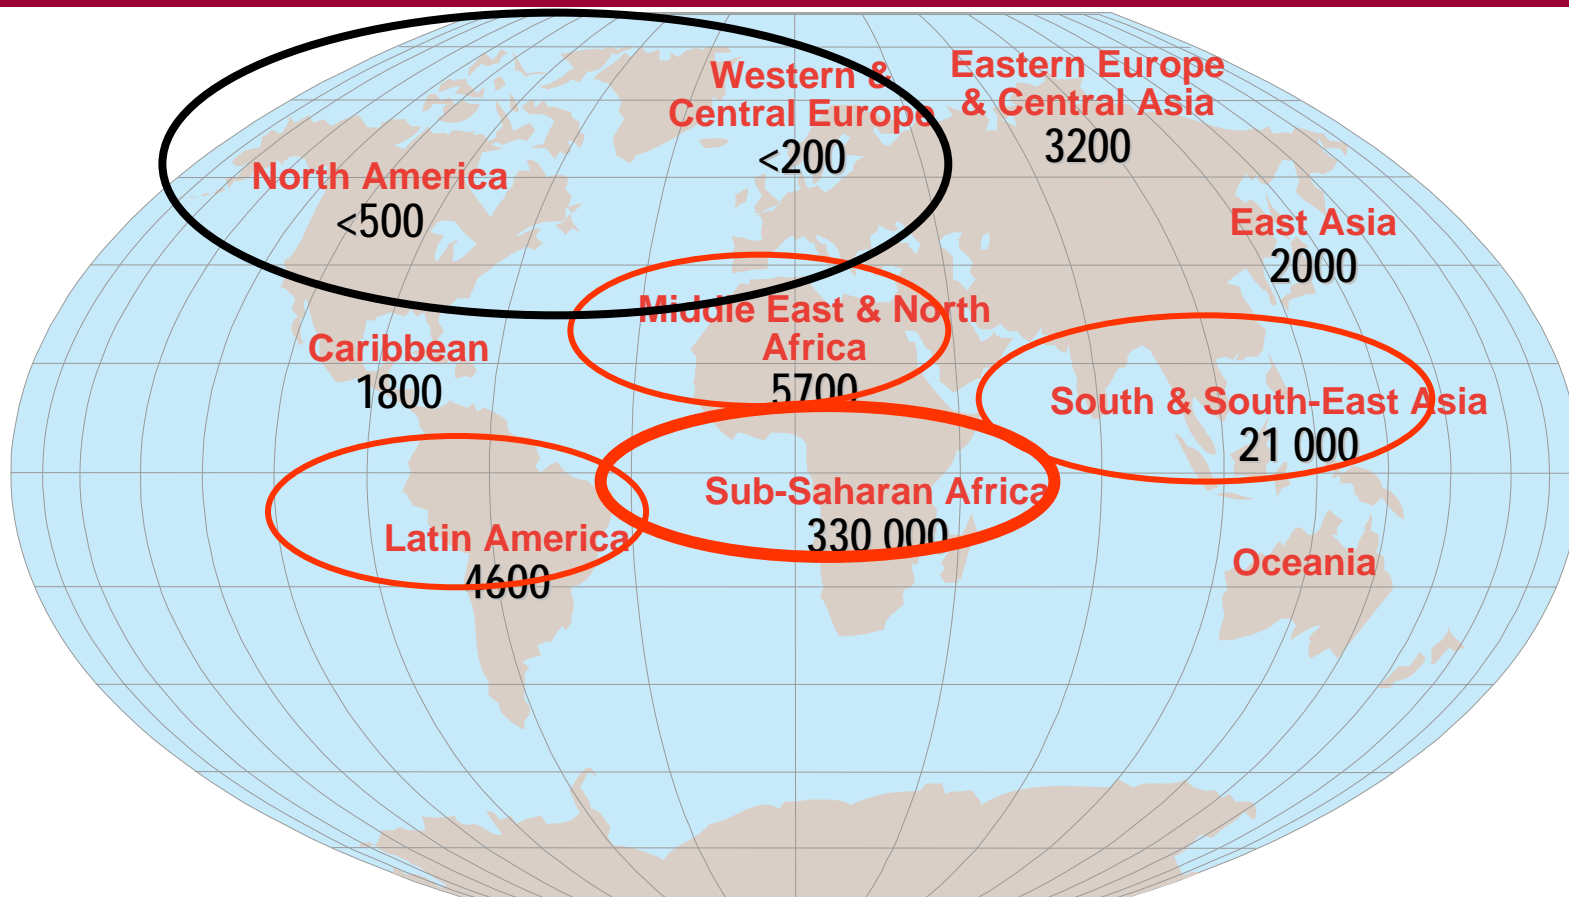 Western &
Central Europe
<200
Eastern Europe
& Central Asia
3200
North America
<500
East Asia
2000
Middle East & North
Africa
5700
Caribbean
1800
South & South-East Asia
21 000
Sub-Saharan Africa
330 000
Latin America
4600
Oceania